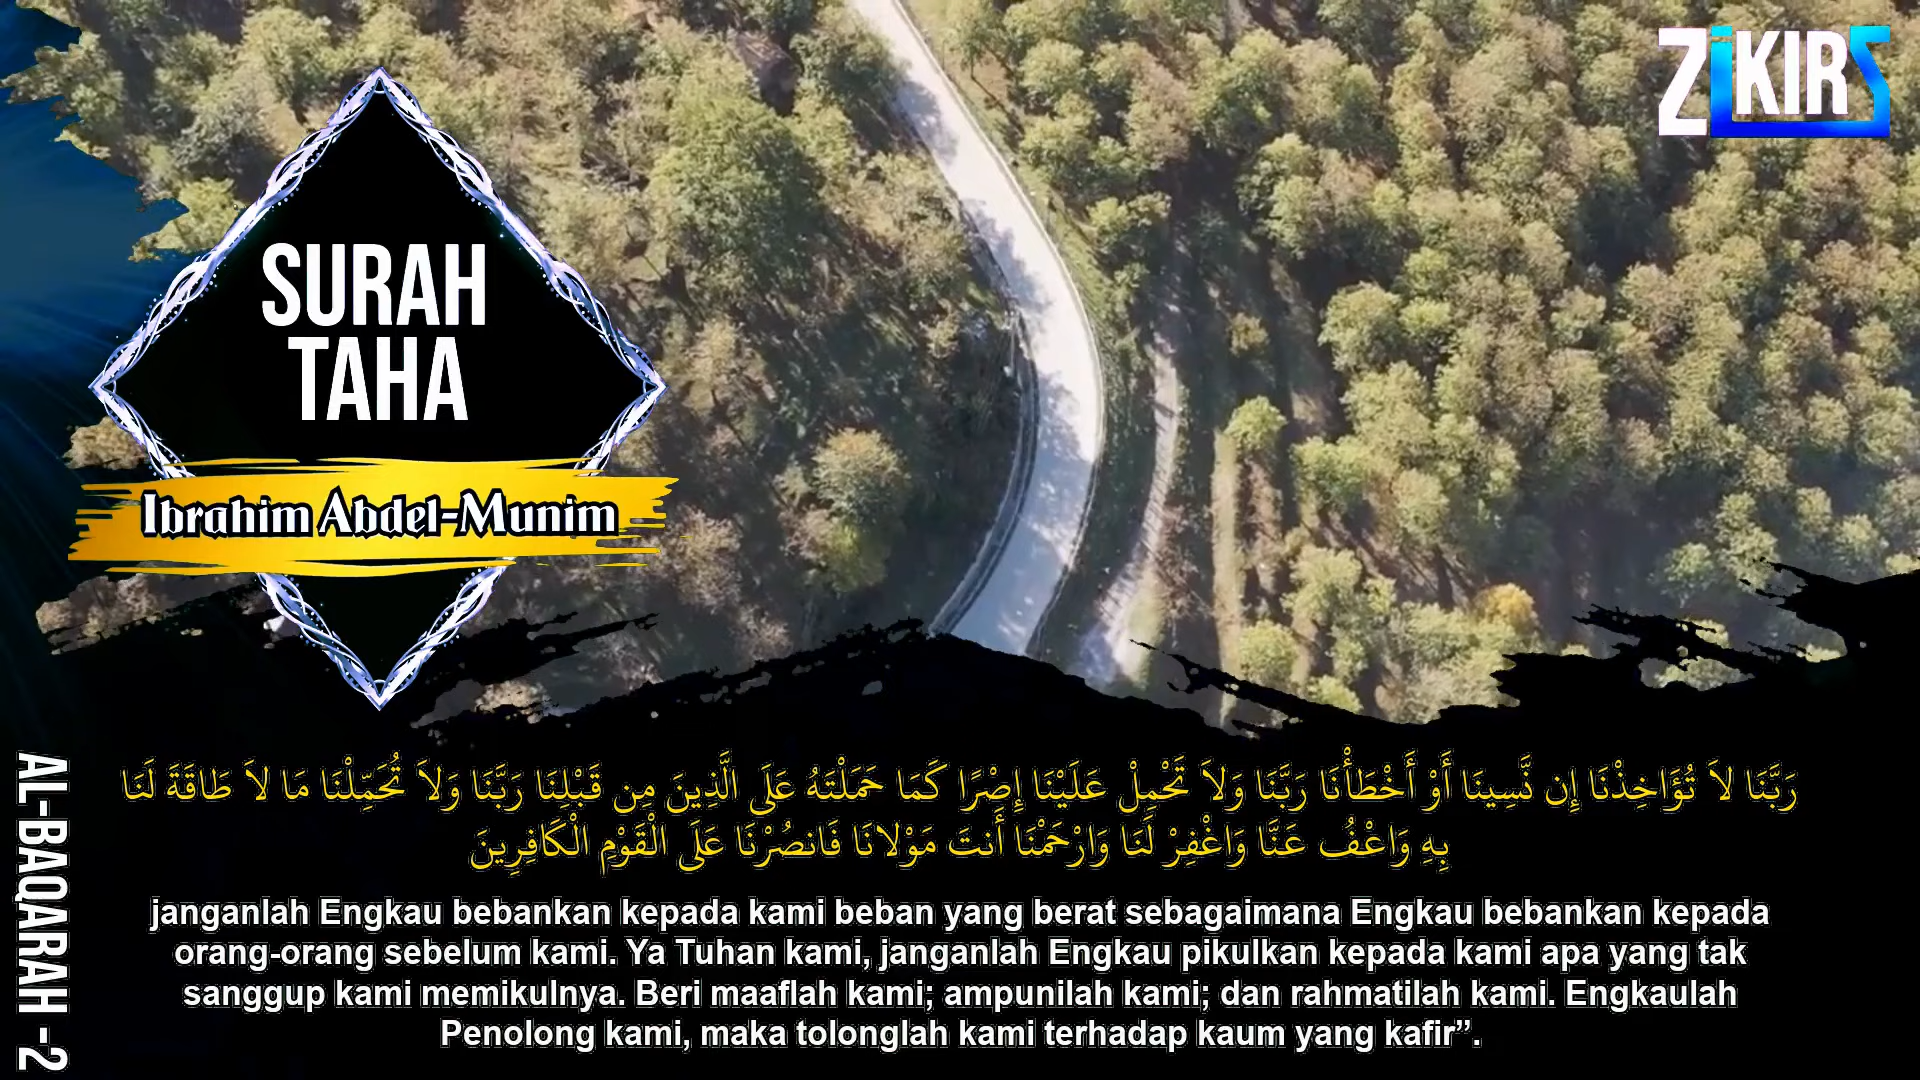 ZiKIRS
SURAH
TAHA
Ibrahim Abdel-Munim
AL-BAQARAH -2
رَبَّنَا لاَ تُؤَاخِذْنَا إِن نَّسِينَا أَوْ أَخْطَأْنَا رَبَّنَا وَلاَ تَحْمِلْ عَلَيْنَا إِصْرًا كَمَا حَمَلْتَهُ عَلَى الَّذِينَ مِن قَبْلِنَا رَبَّنَا وَلاَ تُحَمِّلْنَا مَا لاَ طَاقَةَ لَنَا
بِهِ وَاعْفُ عَنَّا وَاغْفِرْ لَنَا وَارْحَمْنَا أَنتَ مَوْلانَا فَانصُرْنَا عَلَى الْقَوْمِ الْكَافِرِينَ
janganlah Engkau bebankan kepada kami beban yang berat sebagaimana Engkau bebankan kepada
orang-orang sebelum kami. Ya Tuhan kami, janganlah Engkau pikulkan kepada kami apa yang tak
sanggup kami memikulnya. Beri maaflah kami; ampunilah kami; dan rahmatilah kami. Engkaulah
Penolong kami, maka tolonglah kami terhadap kaum yang kafir”.